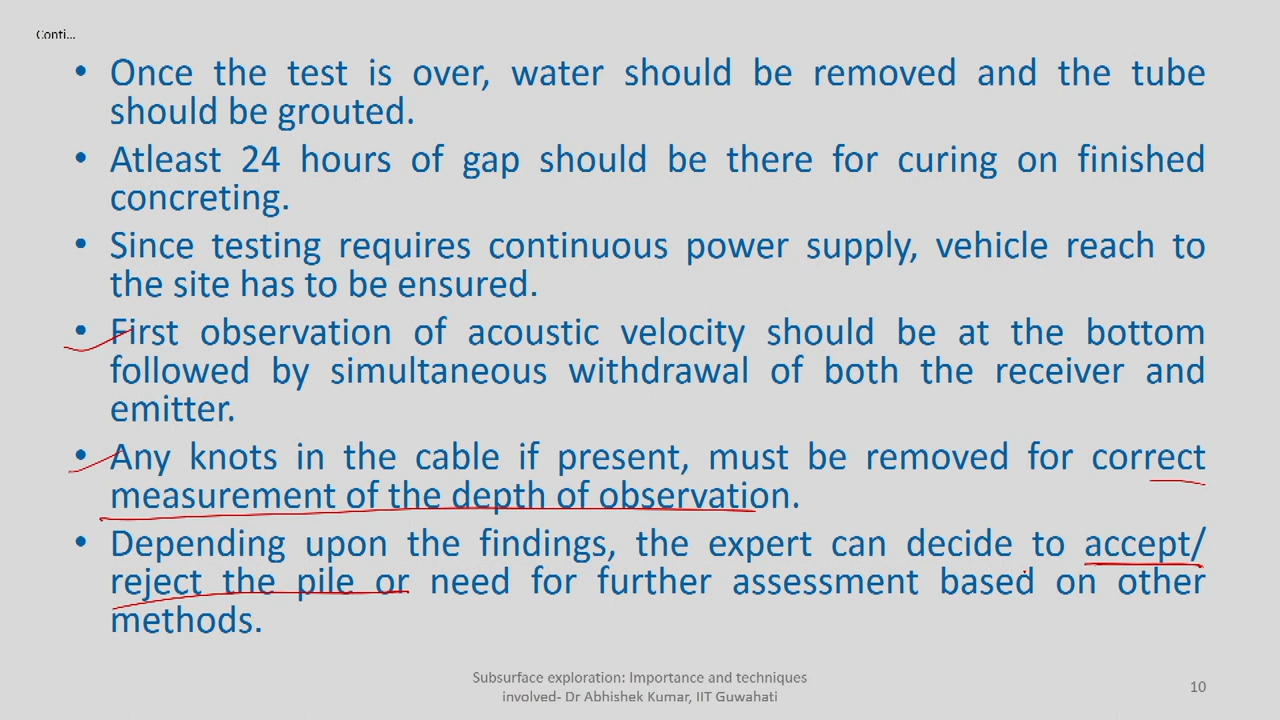 Conti...
• Once the test is over, water should be removed and the tube
should be grouted.
• Atleast 24 hours of gap should be there for curing on finished
concreting.
• Since testing requires continuous power supply, vehicle reach to
the site has to be ensured.
• First observation of acoustic velocity should be at the bottom
followed by simultaneous withdrawal of both the receiver and
emitter.
• Any knots in the cable if present, must be removed for correct
measurement of the depth of observation.
• Depending upon the findings, the expert can decide to accept/
reject the pile or need for further assessment based on other
methods.
Subsurface exploration: Importance and techniques
involved- Dr Abhishek Kumar, IIT Guwahati
10